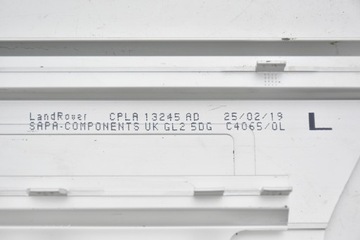 LandRover CPLA 13245 AD 25/02/19
SAPA-COMPONENTS UK GL2 5DG C4065/0L
L